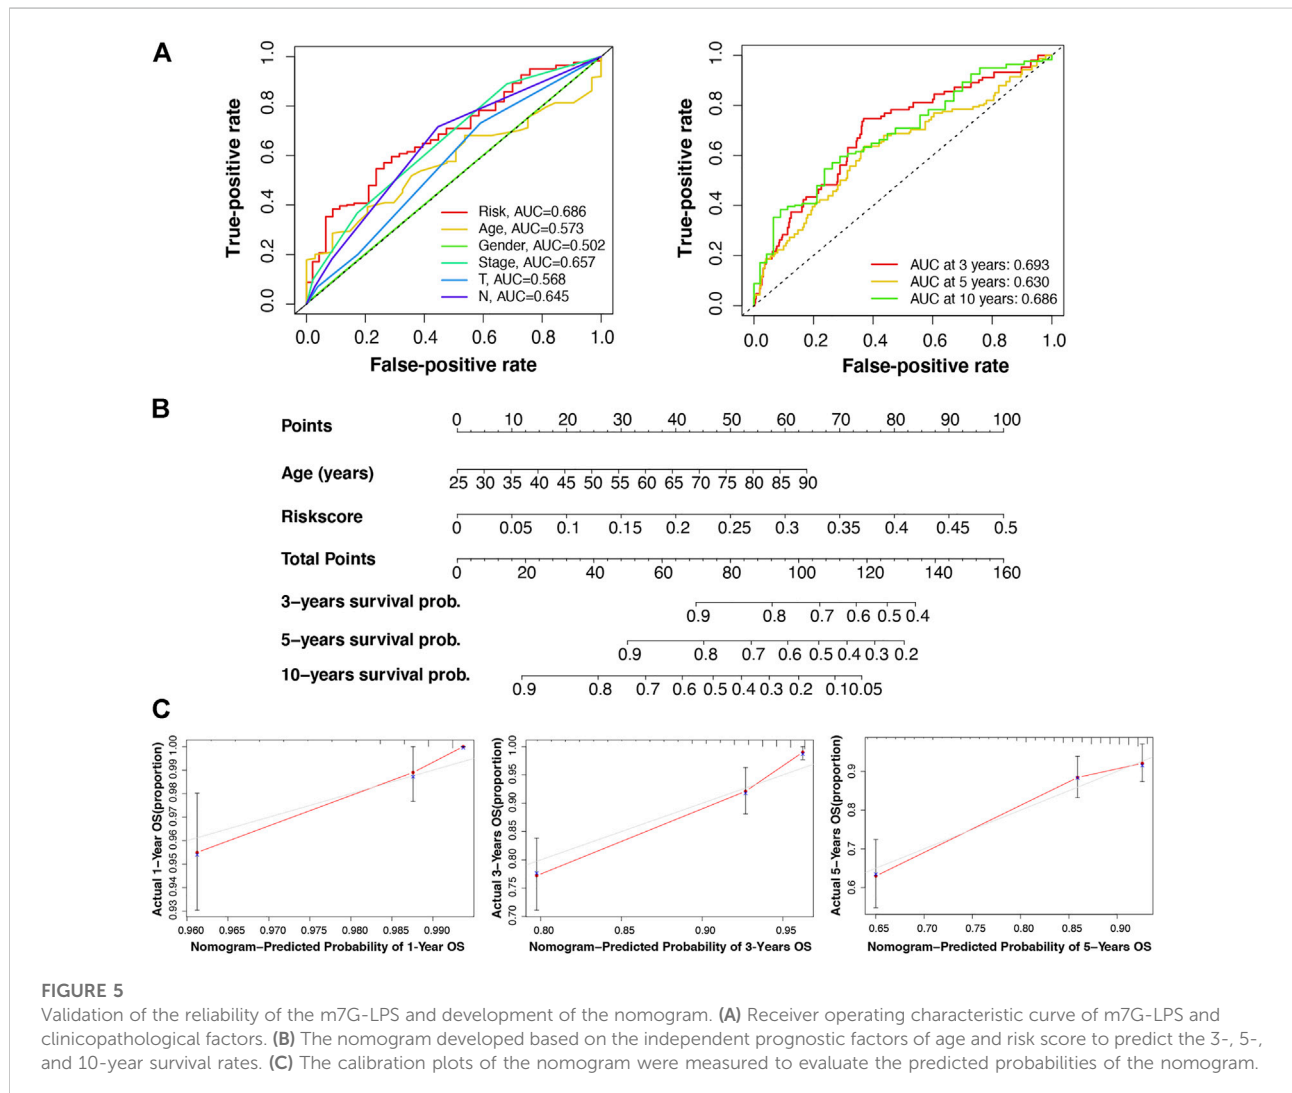 A
True-positive rate
0.0 0.2 0.4 0.6 0.8 1.0
Risk, AUC=0.686
Age, AUC=0.573
Gender, AUC=0.502
Stage, AUC=0.657
T, AUC=0.568
N, AUC=0.645
0.0 0.2 0.4 0.6 0.8 1.0
False-positive rate
True-positive rate
0.0 0.2 0.4 0.6 0.8 1.0
AUC at 3 years: 0.693
AUC at 5 years: 0.630
AUC at 10 years: 0.686
0.0 0.2 0.4 0.6 0.8 1.0
False-positive rate
B
Points
0 10 20 30 40 50 60 70 80 90 100
Age (years)
25 30 35 40 45 50 55 60 65 70 75 80 85 90
Riskscore
0 0.05 0.1 0.15 0.2 0.25 0.3 0.35 0.4 0.45 0.5
Total Points
0 20 40 60 80 100 120 140 160
3–years survival prob.
0.9 0.8 0.7 0.6 0.5 0.4
5–years survival prob.
0.9 0.8 0.7 0.6 0.5 0.4 0.3 0.2
10–years survival prob.
0.9 0.8 0.7 0.6 0.5 0.4 0.3 0.2 0.1 0.05
C
Actual 1–Year OS(proportion)
0.93 0.94 0.95 0.96 0.97 0.98 0.99 1.00
0.960 0.965 0.970 0.975 0.980 0.985 0.990
Nomogram–Predicted Probability of 1-Year OS
Actual 3–Years OS(proportion)
0.70 0.75 0.80 0.85 0.90 0.95 1.00
0.80 0.85 0.90 0.95
Nomogram–Predicted Probability of 3-Years OS
Actual 5–Years OS(proportion)
0.6 0.7 0.8 0.9
0.65 0.70 0.75 0.80 0.85 0.90
Nomogram–Predicted Probability of 5–Years OS
FIGURE 5
Validation of the reliability of the m7G-LPS and development of the nomogram. (A) Receiver operating characteristic curve of m7G-LPS and
clinicopathological factors. (B) The nomogram developed based on the independent prognostic factors of age and risk score to predict the 3-, 5-,
and 10-year survival rates. (C) The calibration plots of the nomogram were measured to evaluate the predicted probabilities of the nomogram.